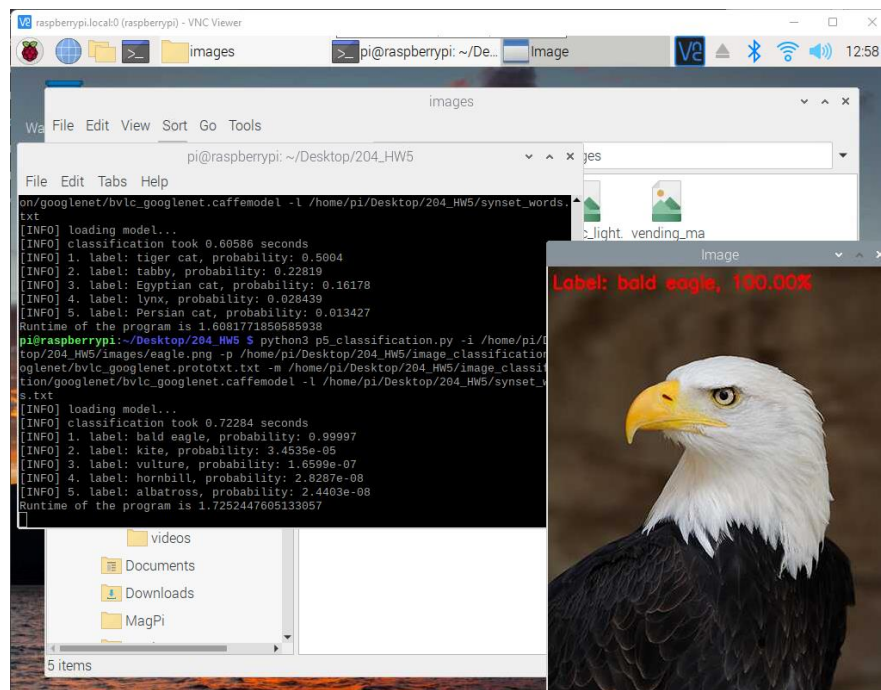 raspberrypi.local:0 (raspberrypi) - VNC Viewer
images
pi@raspberrypi: ~/De...
Image
12:58
images
Wa
File Edit View Sort Go Tools
pi@raspberrypi: ~/Desktop/204_HW5
ges
File Edit Tabs Help
on/googlenet/bvlc_googlenet.caffemodel -l /home/pi/Desktop/204_HW5/synset_words.
txt
[INFO] loading model...
[INFO] classification took 0.60586 seconds
[INFO] 1. label: tiger cat, probability: 0.5004
[INFO] 2. label: tabby, probability: 0.22819
[INFO] 3. label: Egyptian cat, probability: 0.16178
[INFO] 4. label: lynx, probability: 0.028439
[INFO] 5. label: Persian cat, probability: 0.013427
Runtime of the program is 1.6081771850585938
pi@raspberrypi:~/Desktop/204_HW5 $ python3 p5_classification.py -i /home/pi/D
top/204_HW5/images/eagle.png -p /home/pi/Desktop/204_HW5/image_classification
oglenet/bvlc_googlenet.prototxt.txt -m /home/pi/Desktop/204_HW5/image_classif
tion/googlenet/bvlc_googlenet.caffemodel -l /home/pi/Desktop/204_HW5/synset_w
s.txt
[INFO] loading model...
[INFO] classification took 0.72284 seconds
[INFO] 1. label: bald eagle, probability: 0.99997
[INFO] 2. label: kite, probability: 3.4535e-05
[INFO] 3. label: vulture, probability: 1.6599e-07
[INFO] 4. label: hornbill, probability: 2.8287e-08
[INFO] 5. label: albatross, probability: 2.4403e-08
Runtime of the program is 1.7252447605133057
c_light.
vending_ma
Image
Label: bald eagle, 100.00%
videos
Documents
Downloads
MagPi
5 items